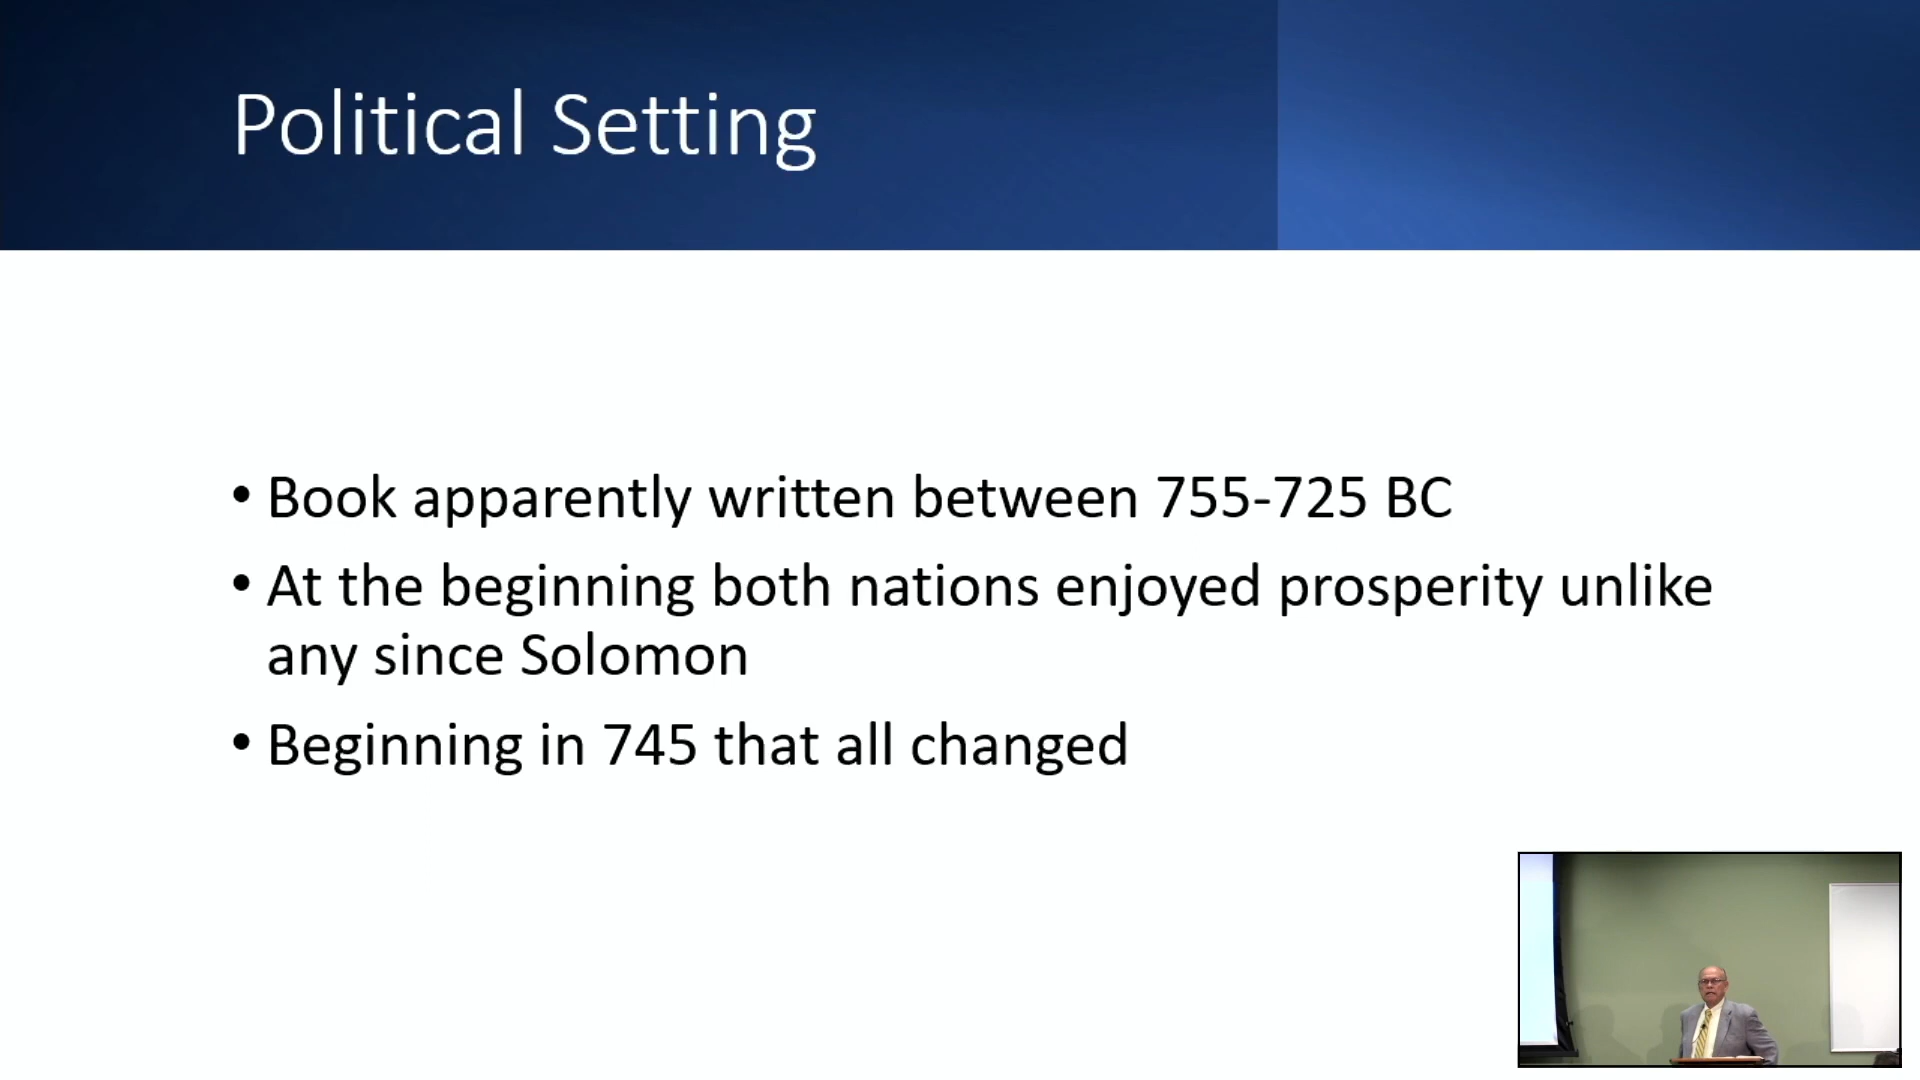 Political Setting
• Book apparently written between 755-725 BC
• At the beginning both nations enjoyed prosperity unlike
any since Solomon
• Beginning in 745 that all changed